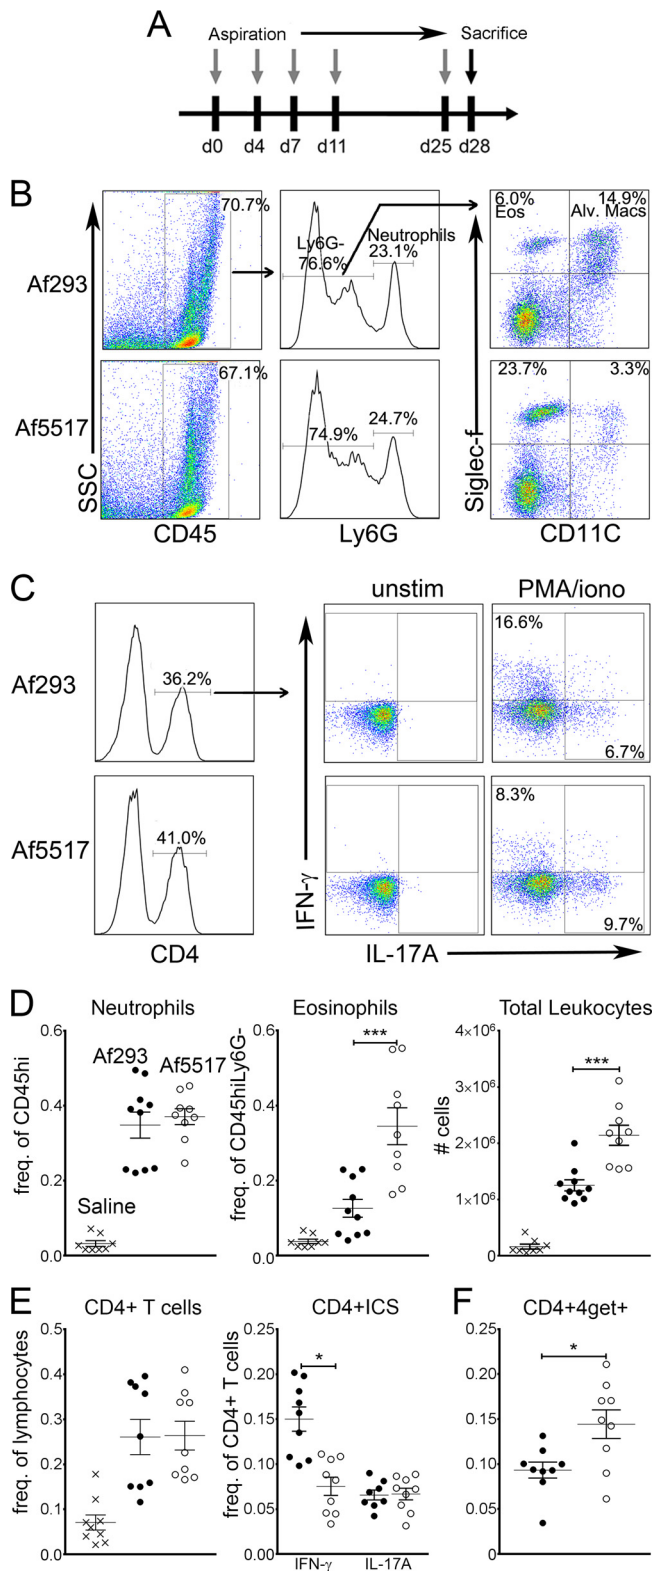 A
Aspiration
Sacrifice
d0 d4 d7 d11 d25 d28
B
Af293
Af5517
SSC
70.7%
67.1%
CD45
Ly6G-
76.6%
Neutrophils
23.1%
74.9%
24.7%
Ly6G
6.0%
Eos
14.9%
Alv. Macs
23.7%
3.3%
Siglec-f
CD11C
C
unstim
PMA/iono
Af293
36.2%
16.6%
6.7%
Af5517
41.0%
8.3%
9.7%
CD4
IFN-γ
IL-17A
D
Neutrophils
freq. of CD45hi
0.6
0.4
0.2
0.0
Af293
Af5517
Saline
Eosinophils
freq. of CD45hiLy6G-
0.6
0.4
0.2
0.0
***
Total Leukocytes
# cells
4×10⁶
3×10⁶
2×10⁶
1×10⁶
0
***
E
CD4+ T cells
freq. of lymphocytes
0.5
0.4
0.3
0.2
0.1
0.0
CD4+ICS
freq. of CD4+ T cells
0.25
0.20
0.15
0.10
0.05
0.00
*
IFN-γ
IL-17A
F
CD4+4get+
0.25
0.20
0.15
0.10
0.05
0.00
*